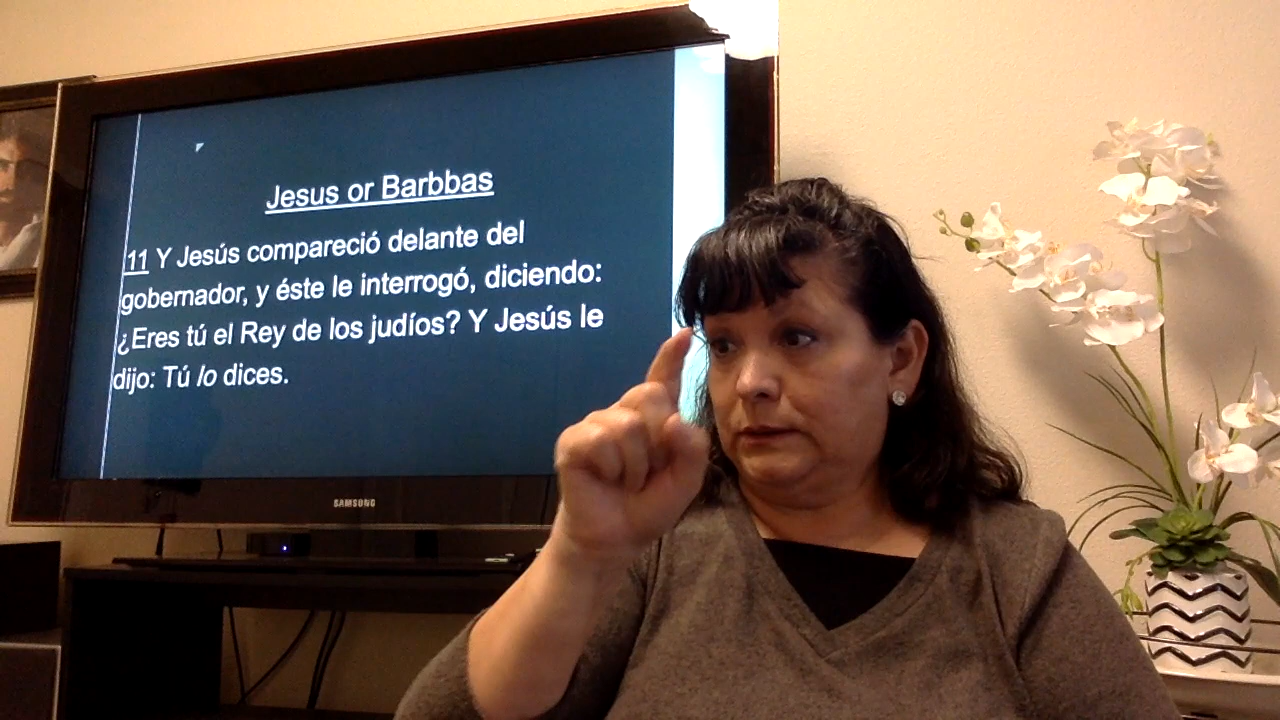 Jesus or Barbbas
11 Y Jesús compareció delante del
gobernador, y éste le interrogó, diciendo:
¿Eres tú el Rey de los judíos? Y Jesús le
dijo: Tú lo dices.
SAMSUNG